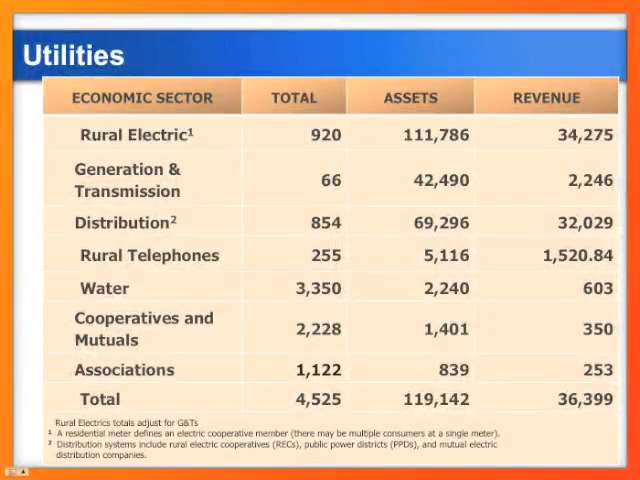 Utilities
ECONOMIC SECTOR TOTAL ASSETS REVENUE
Rural Electric¹ 920 111,786 34,275
Generation &
Transmission 66 42,490 2,246
Distribution² 854 69,296 32,029
Rural Telephones 255 5,116 1,520.84
Water 3,350 2,240 603
Cooperatives and
Mutuals 2,228 1,401 350
Associations 1,122 839 253
Total 4,525 119,142 36,399
Rural Electrics totals adjust for G&Ts
¹ A residential meter defines an electric cooperative member (there may be multiple consumers at a single meter).
² Distribution systems include rural electric cooperatives (RECs), public power districts (PPDs), and mutual electric
distribution companies.